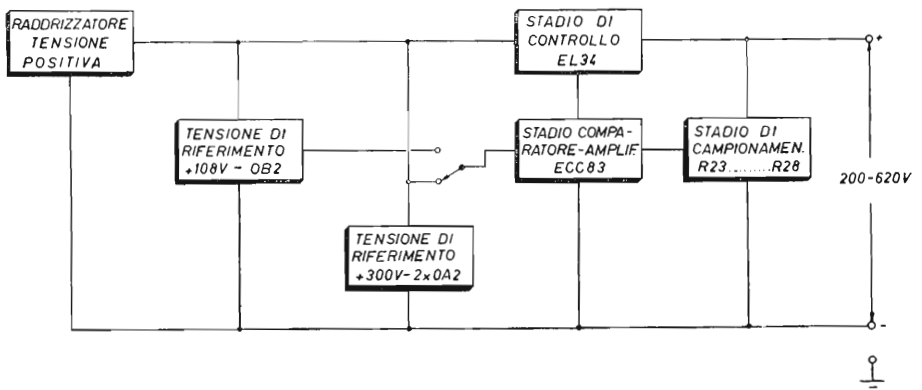 RADDRIZZATORE
TENSIONE
POSITIVA
STADIO DI
CONTROLLO
EL34
+
TENSIONE DI
RIFERIMENTO
+108V - OB2
STADIO COMPA-
RATORE-AMPLIF.
ECC83
STADIO DI
CAMPIONAMEN.
R23.........R28
200-620V
TENSIONE DI
RIFERIMENTO
+300V-2x0A2
-